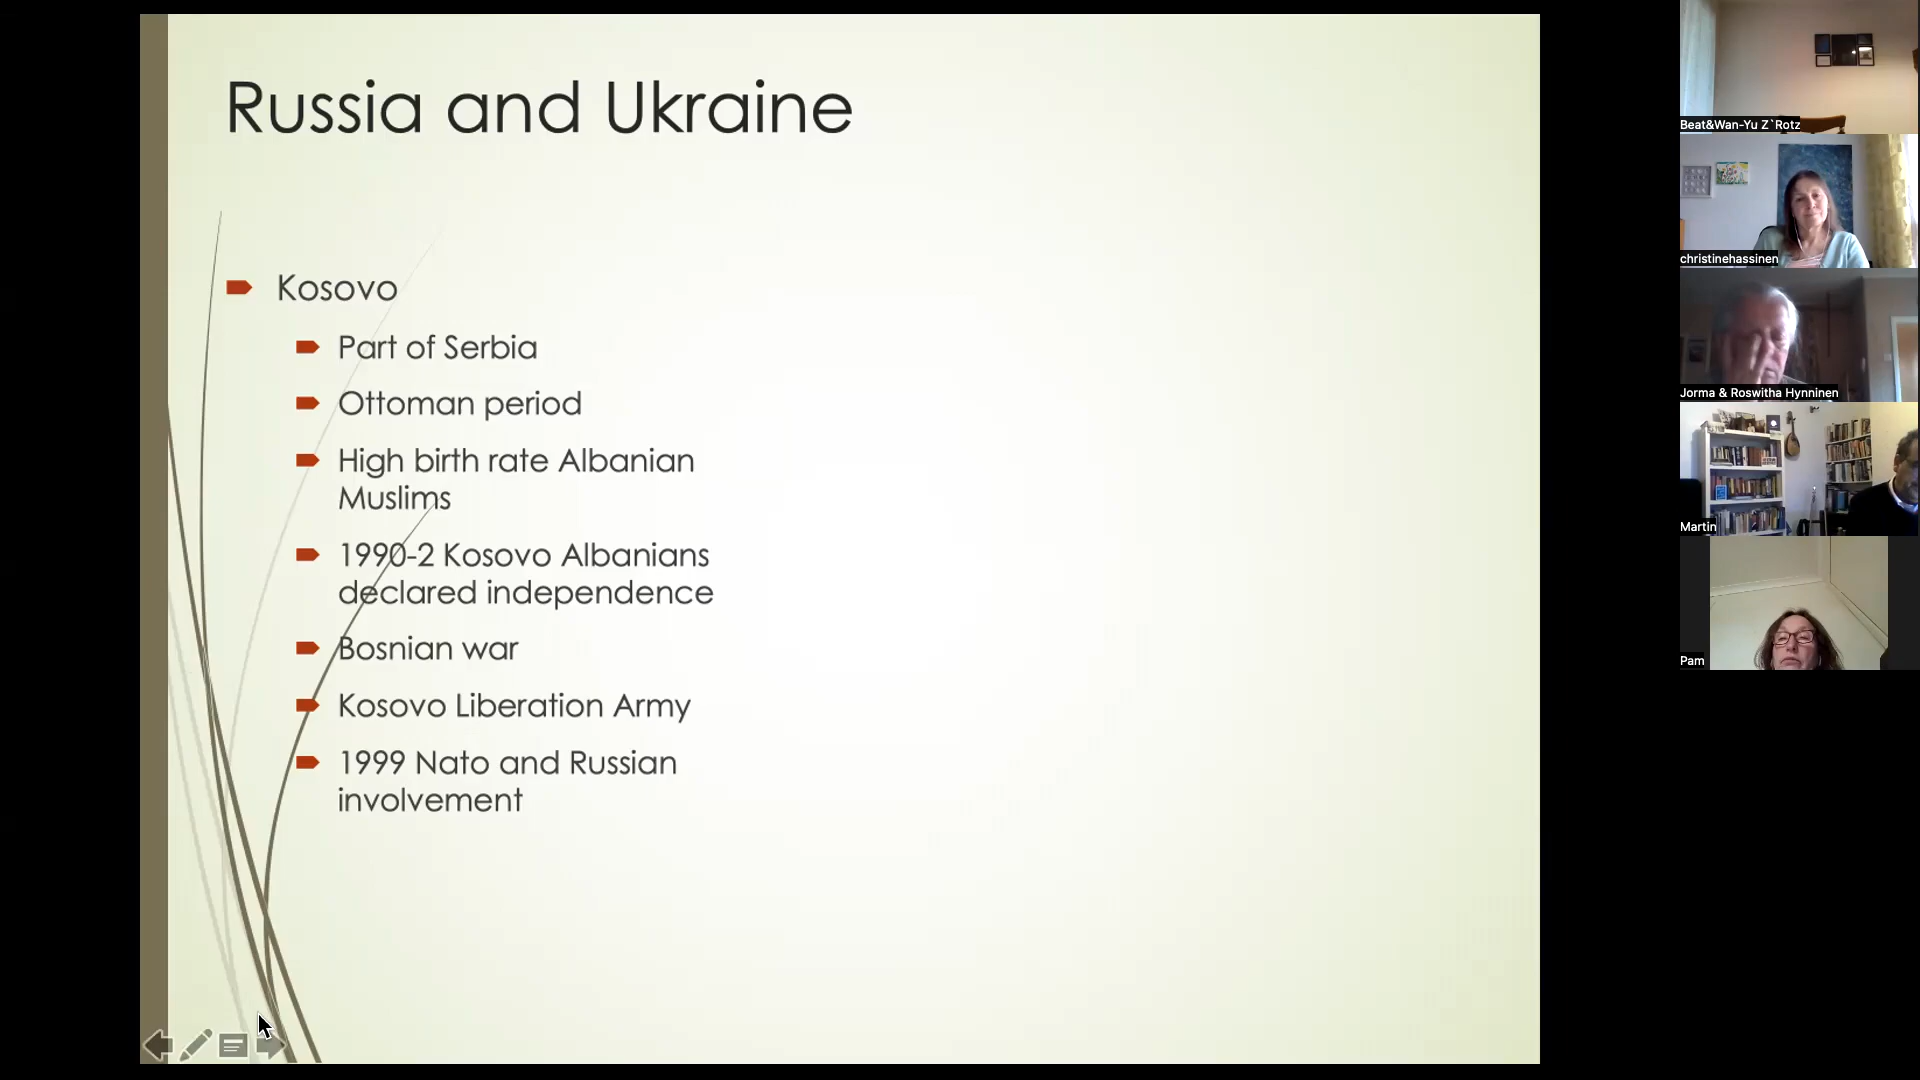 Russia and Ukraine
Kosovo
Part of Serbia
Ottoman period
High birth rate Albanian
Muslims
1990-2 Kosovo Albanians
declared independence
Bosnian war
Kosovo Liberation Army
1999 Nato and Russian
involvement
Beat&Wan-Yu Z`Rotz
christinehassinen
Jorma & Roswitha Hynninen
Martin
Pam